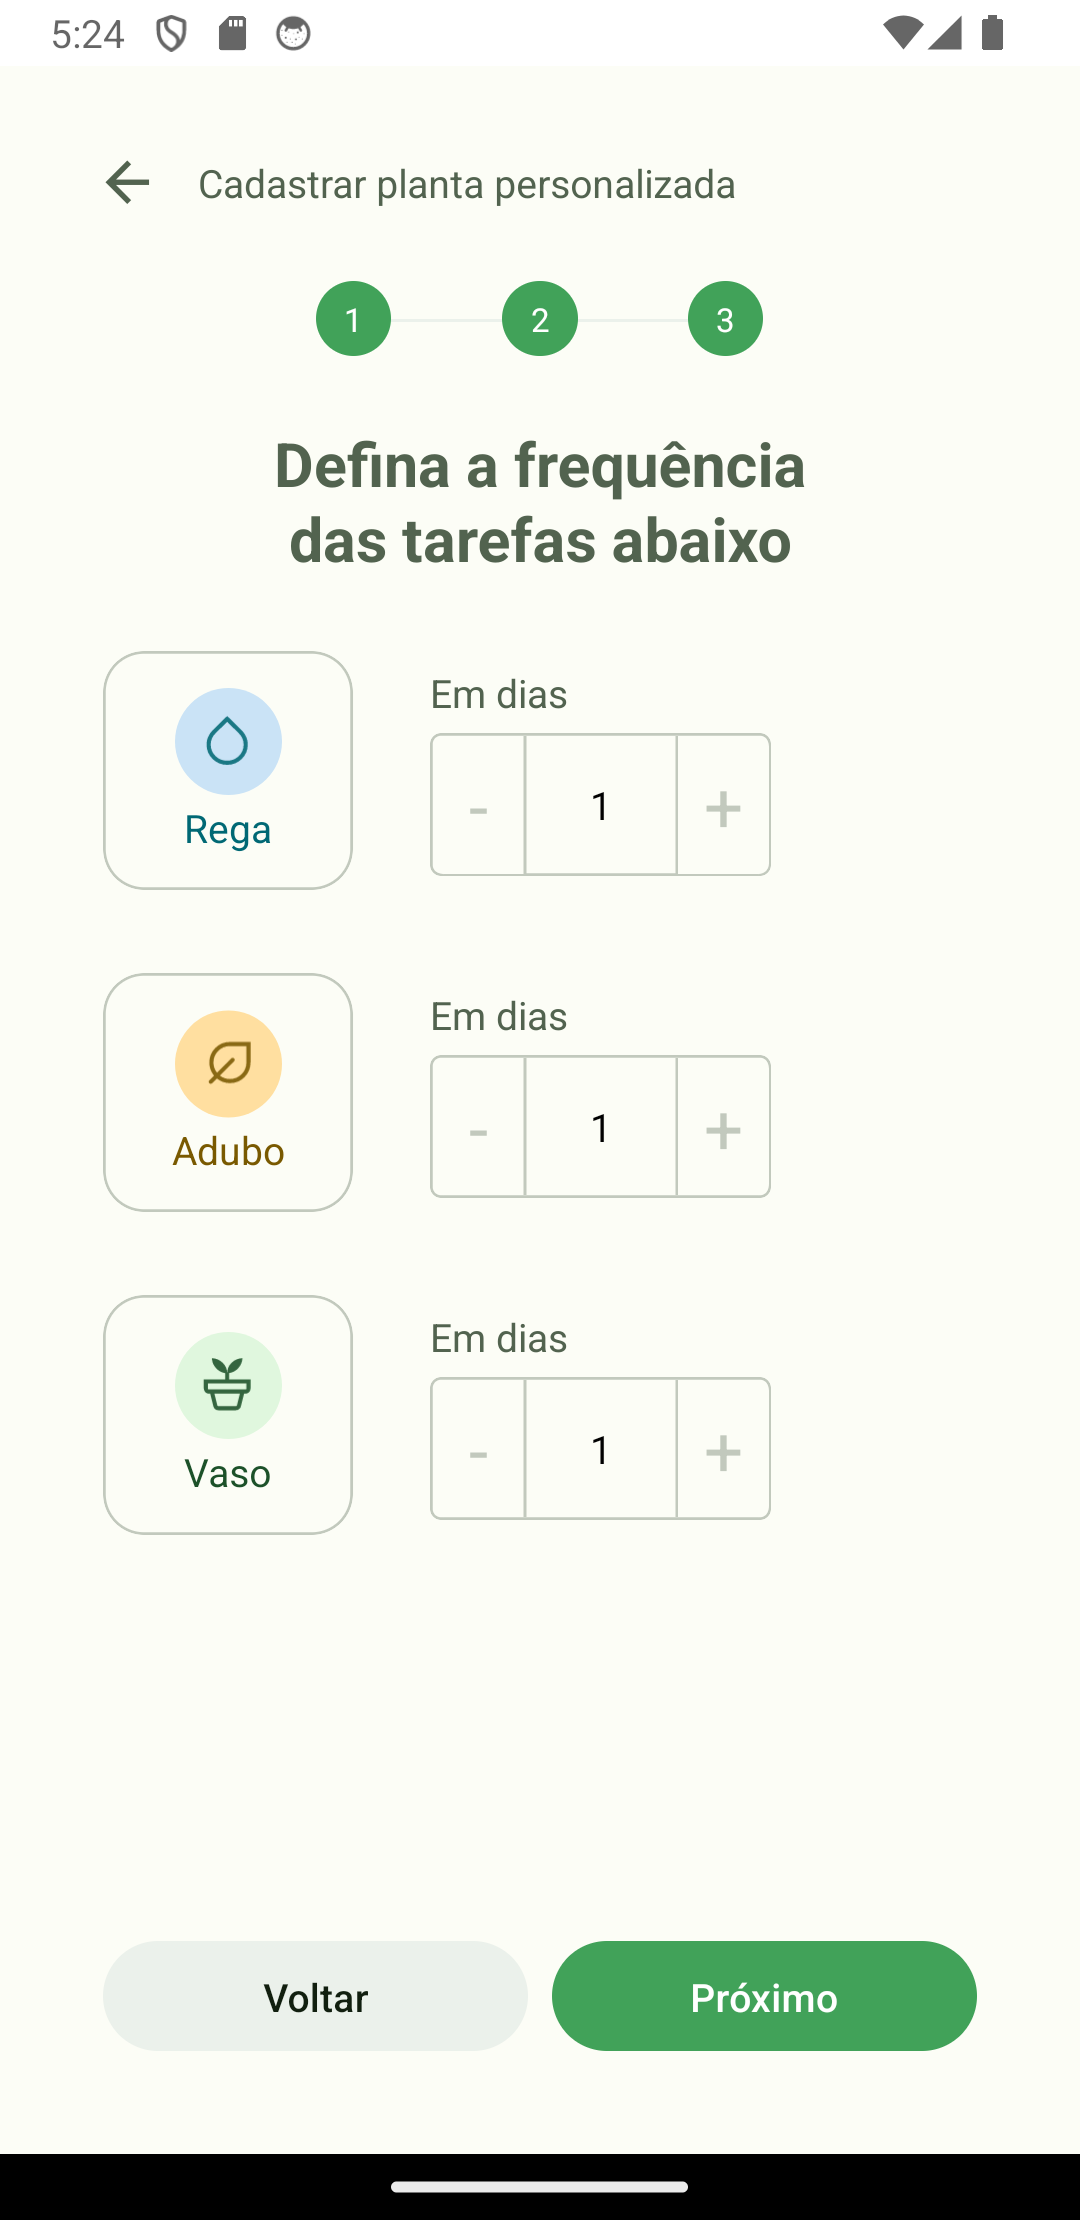 5:24
Cadastrar planta personalizada
1 2 3
Defina a frequência
das tarefas abaixo
Em dias
- 1 +
Rega
Em dias
- 1 +
Adubo
Em dias
- 1 +
Vaso
Voltar Próximo